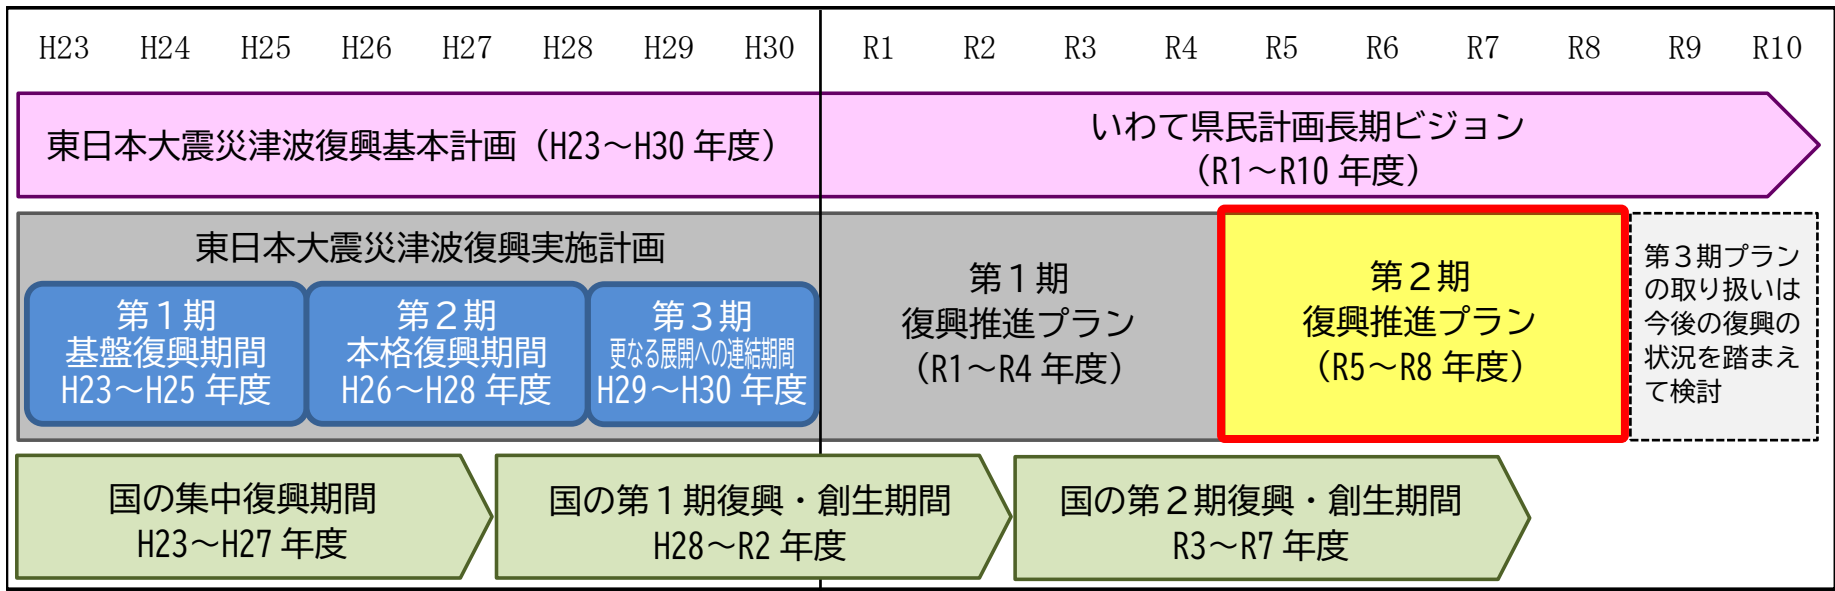 H23 H24 H25 H26 H27 H28 H29 H30 R1 R2 R3 R4 R5 R6 R7 R8 R9 R10
東日本大震災津波復興基本計画（H23～H30 年度）
いわて県民計画長期ビジョン
（R1～R10 年度）
東日本大震災津波復興実施計画
第１期
基盤復興期間
H23～H25 年度
第２期
本格復興期間
H26～H28 年度
第３期
更なる展開への連結期間
H29～H30 年度
第１期
復興推進プラン
（R1～R4 年度）
第２期
復興推進プラン
（R5～R8 年度）
第３期プラン
の取り扱いは
今後の復興の
状況を踏まえ
て検討
国の集中復興期間
H23～H27 年度
国の第１期復興・創生期間
H28～R2 年度
国の第２期復興・創生期間
R3～R7 年度